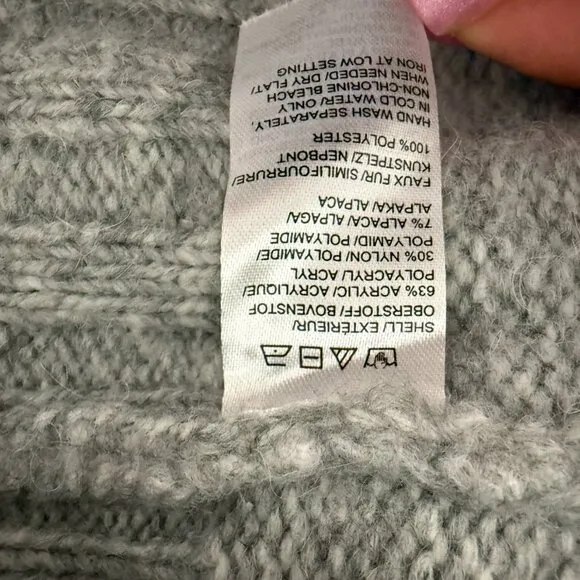 SHELL/ EXTÉRIEUR/
OBERSTOFF/ BOVENSTOF
63% ACRYLIC/ ACRYLIQUE/
POLYACRYL/ ACRYL
30% NYLON/ POLYAMIDE/
POLYAMID/ POLYAMIDE
7% ALPACA/ ALPAGA/
ALPAKA/ ALPACA
FAUX FUR/ SIMILIFOURRURE/
KUNSTPELZ/ NEPBONT
100% POLYESTER
HAND WASH SEPARATELY,
IN COLD WATER/ ONLY
NON-CHLORINE BLEACH
WHEN NEEDED/ DRY FLAT/
IRON AT LOW SETTING